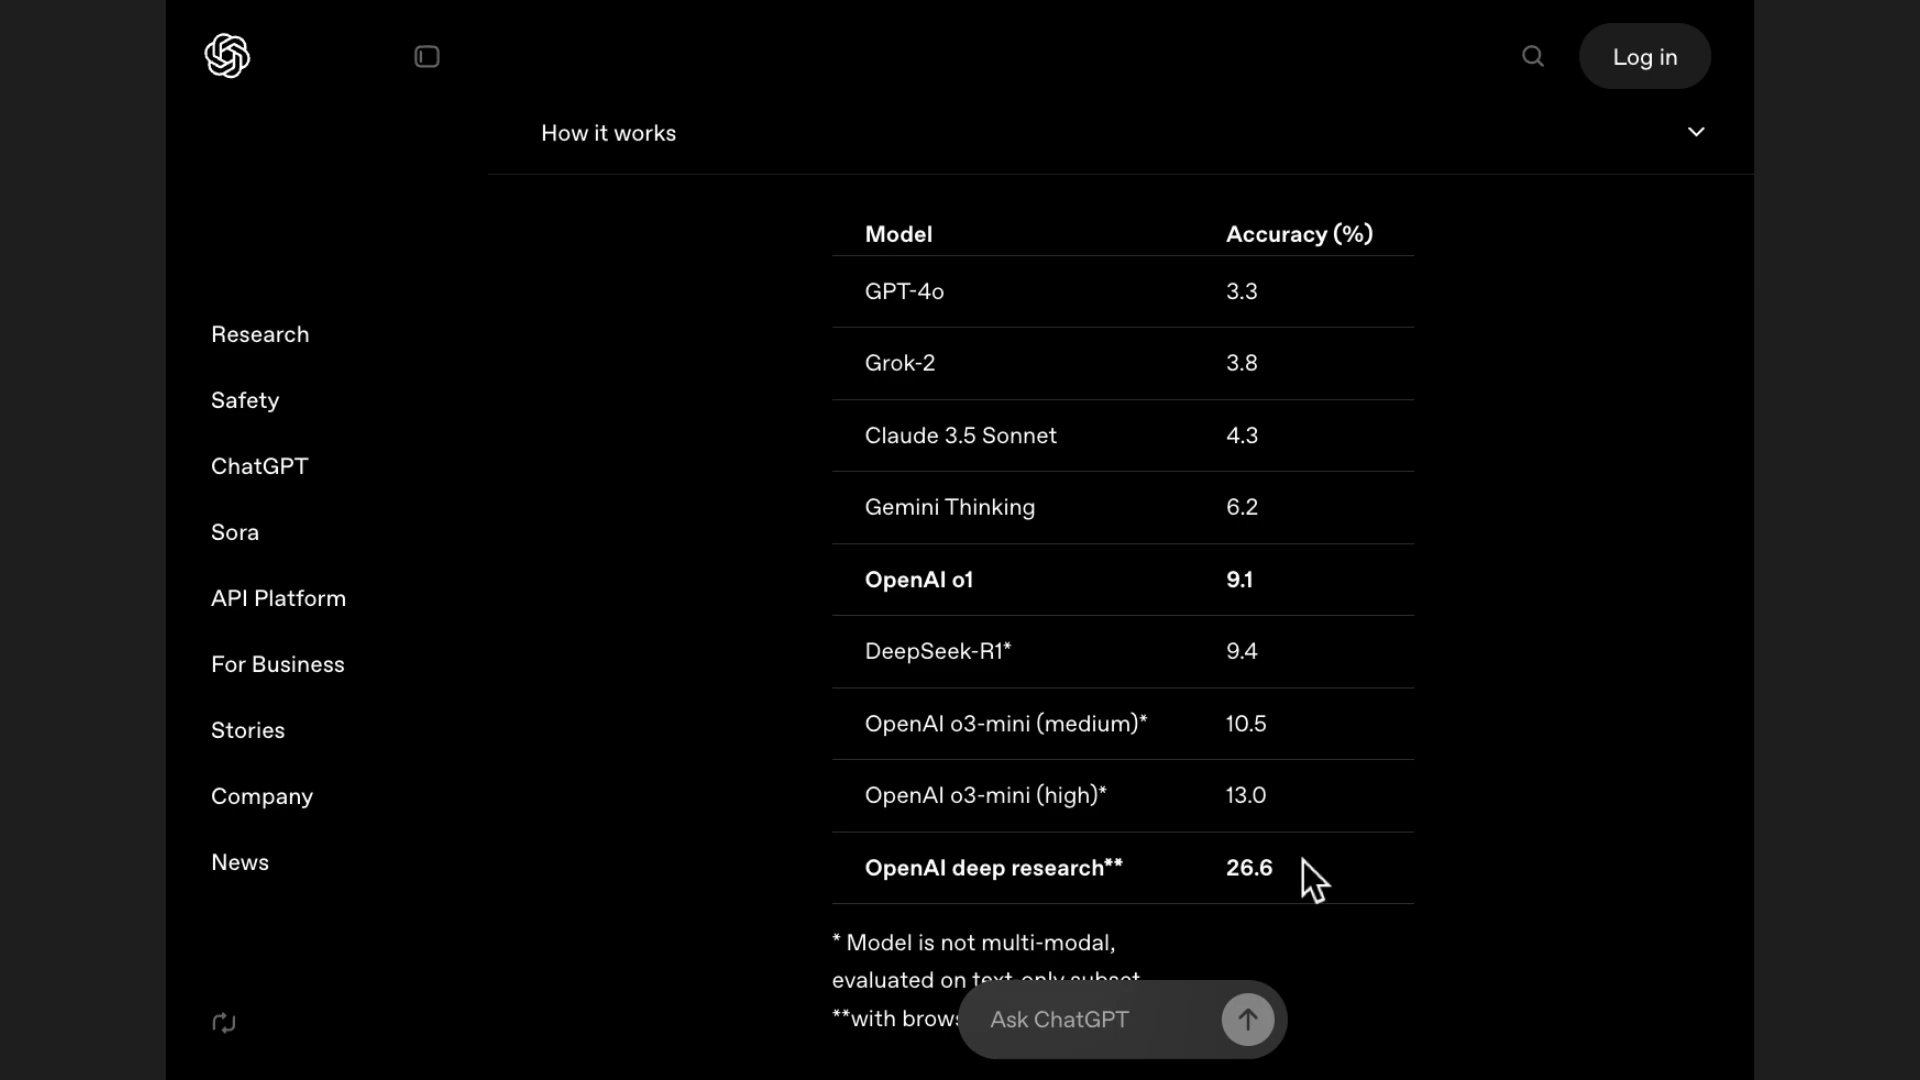 Log in
How it works
Research
Safety
ChatGPT
Sora
API Platform
For Business
Stories
Company
News
Model Accuracy (%)
GPT-4o 3.3
Grok-2 3.8
Claude 3.5 Sonnet 4.3
Gemini Thinking 6.2
OpenAI o1 9.1
DeepSeek-R1* 9.4
OpenAI o3-mini (medium)* 10.5
OpenAI o3-mini (high)* 13.0
OpenAI deep research** 26.6
* Model is not multi-modal,
evaluated on text-only subset
**with
Ask ChatGPT